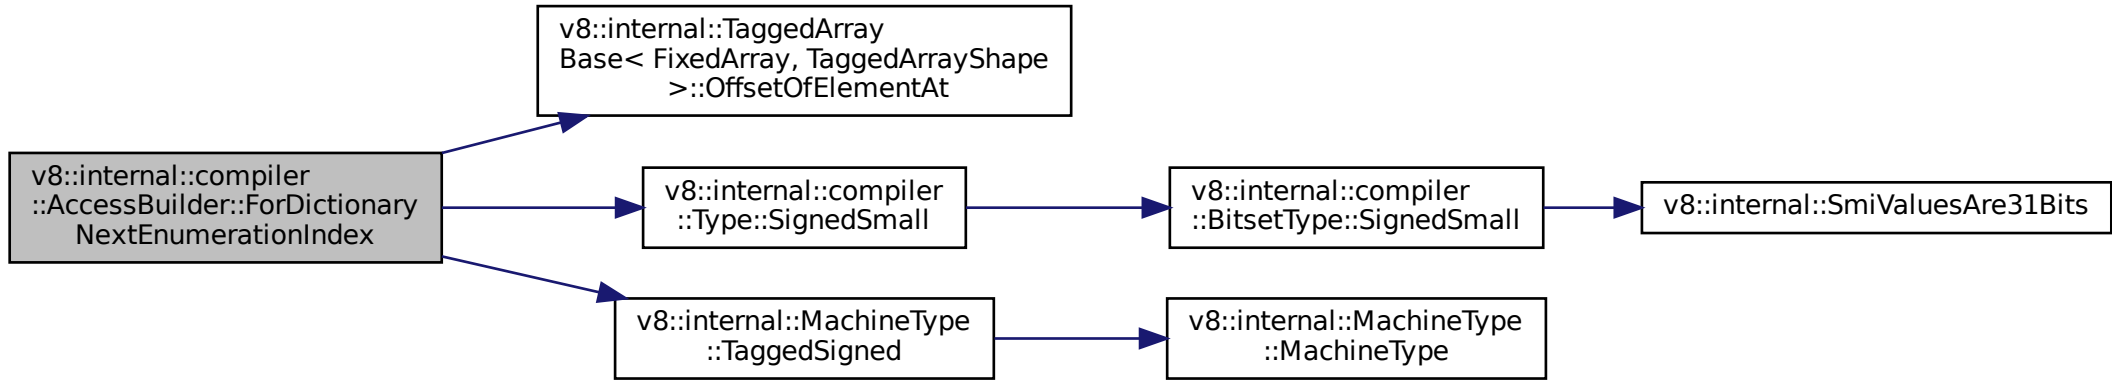 v8::internal::compiler
::AccessBuilder::ForDictionary
NextEnumerationIndex
v8::internal::TaggedArray
Base< FixedArray, TaggedArrayShape
>::OffsetOfElementAt
v8::internal::compiler
::Type::SignedSmall
v8::internal::compiler
::BitsetType::SignedSmall
v8::internal::SmiValuesAre31Bits
v8::internal::MachineType
::TaggedSigned
v8::internal::MachineType
::MachineType